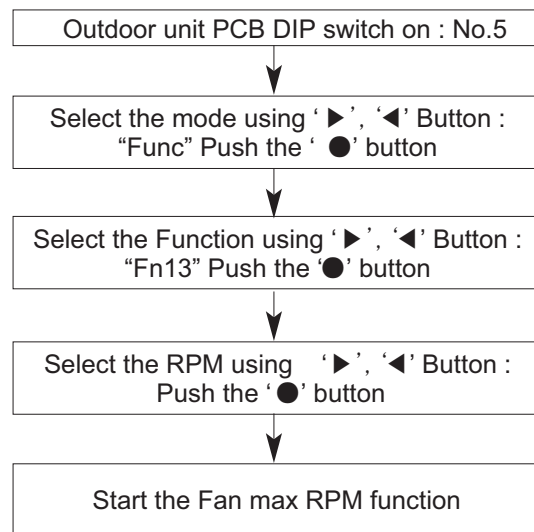 Outdoor unit PCB DIP switch on : No.5
Select the mode using ‘ ▶ ’, ‘◀ ’ Button :
“Func” Push the ‘ ●’ button
Select the Function using ‘ ▶ ’, ‘◀ ’ Button :
“Fn13” Push the ‘●’ button
Select the RPM using ‘ ▶ ’, ‘◀ ’ Button :
Push the ‘ ●’ button
Start the Fan max RPM function